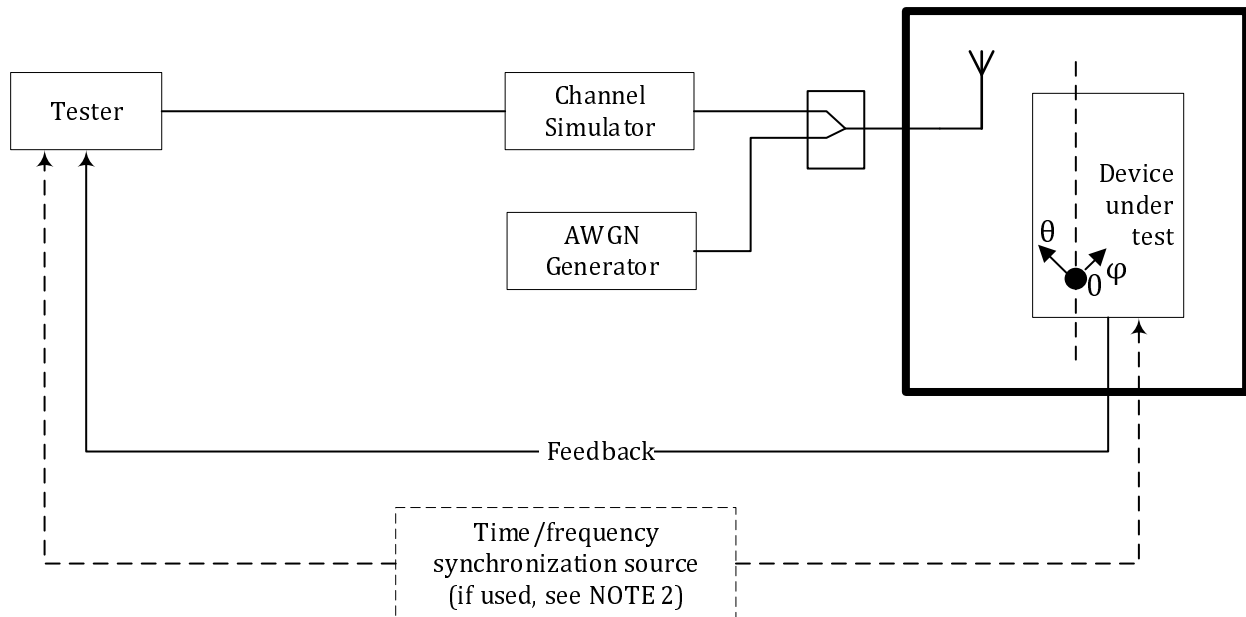 Tester
Channel
Simulator
AWGN
Generator
Device
under
test
θ
φ
0
Feedback
Time/frequency
synchronization source
(if used, see NOTE 2)